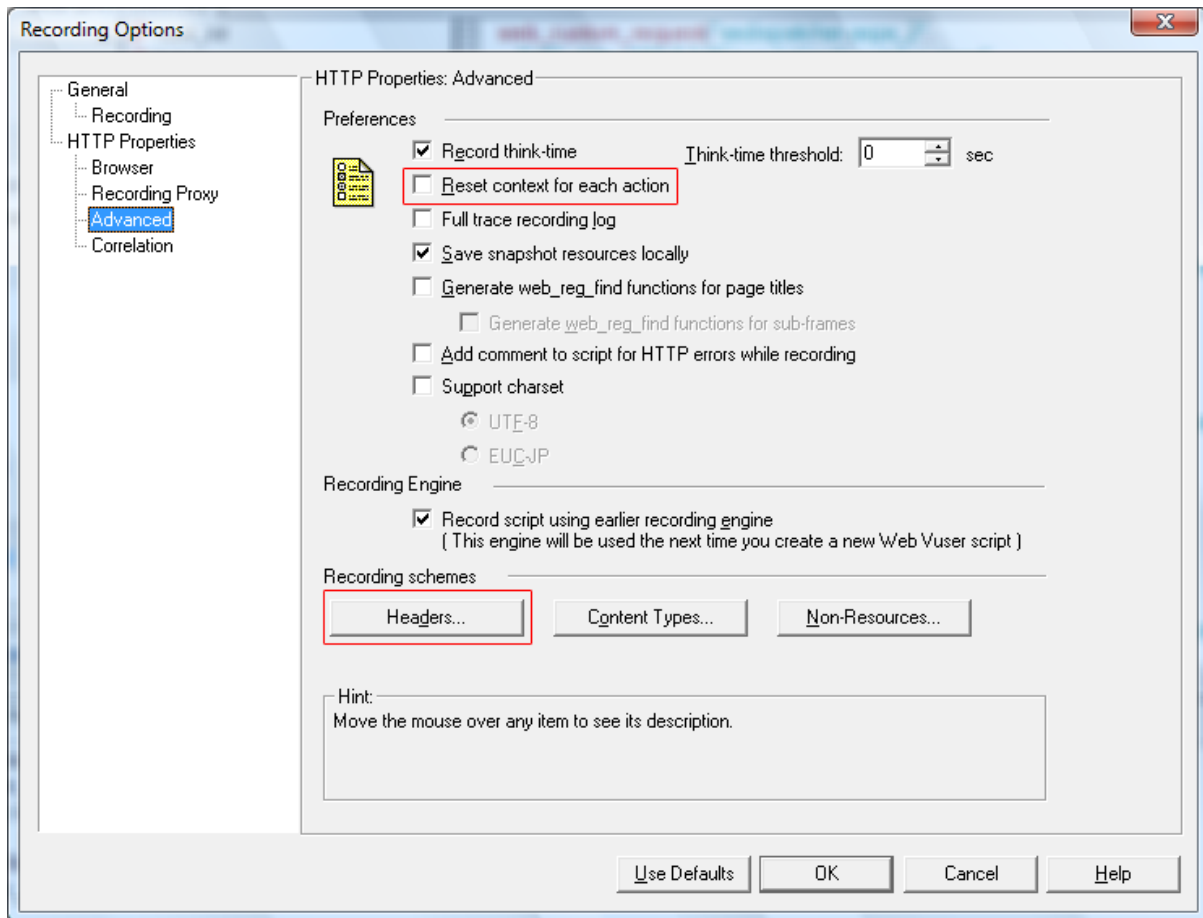 Recording Options
General
Recording
HTTP Properties
Browser
Recording Proxy
Advanced
Correlation
HTTP Properties: Advanced
Preferences
Record think-time Think-time threshold: 0 sec
Reset context for each action
Full trace recording log
Save snapshot resources locally
Generate web_reg_find functions for page titles
Generate web_reg_find functions for sub-frames
Add comment to script for HTTP errors while recording
Support charset
UTF-8
EUC-JP
Recording Engine
Record script using earlier recording engine
( This engine will be used the next time you create a new Web Vuser script )
Recording schemes
Headers... Content Types... Non-Resources...
Hint:
Move the mouse over any item to see its description.
Use Defaults OK Cancel Help